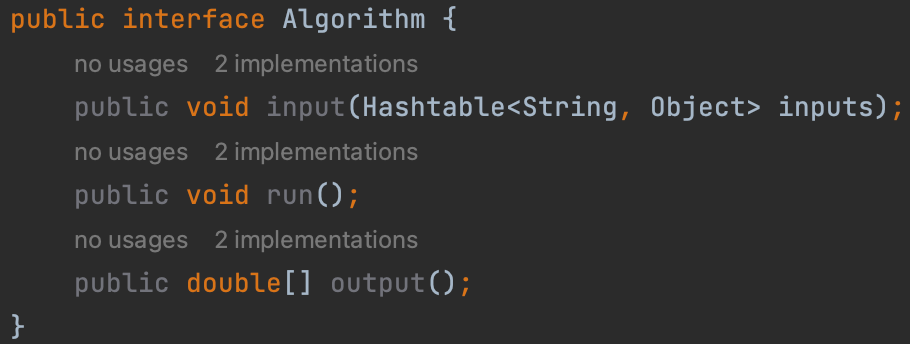 public interface Algorithm {
no usages   2 implementations
public void input(Hashtable<String, Object> inputs);
no usages   2 implementations
public void run();
no usages   2 implementations
public double[] output();
}